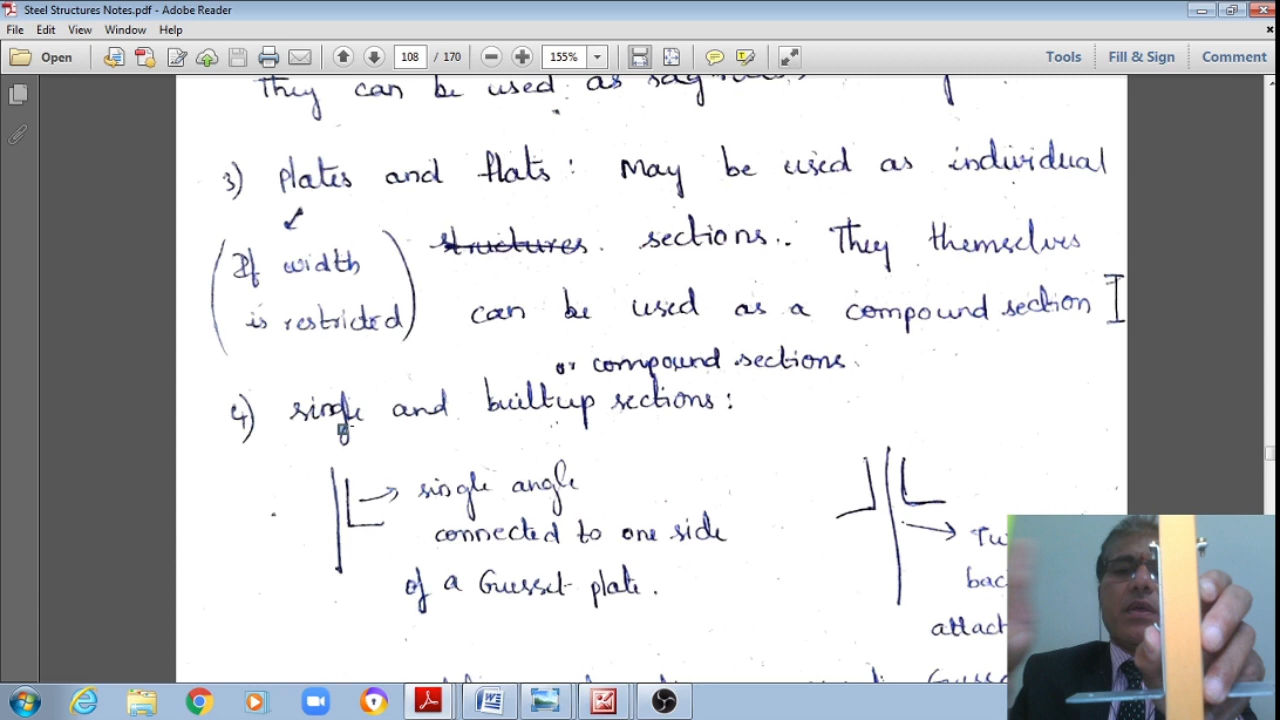 Steel Structures Notes.pdf - Adobe Reader
File Edit View Window Help
Open 108 / 170 155% Tools Fill & Sign Comment
They can be used as
3) plates and flats : May be used as individual
(If width structures. sections.. They themselves
is restricted) can be used as a compound section
or compound sections.
4) single and builtup sections :
single angle
connected to one side
of a Gusset plate.
bac
attach
Guss